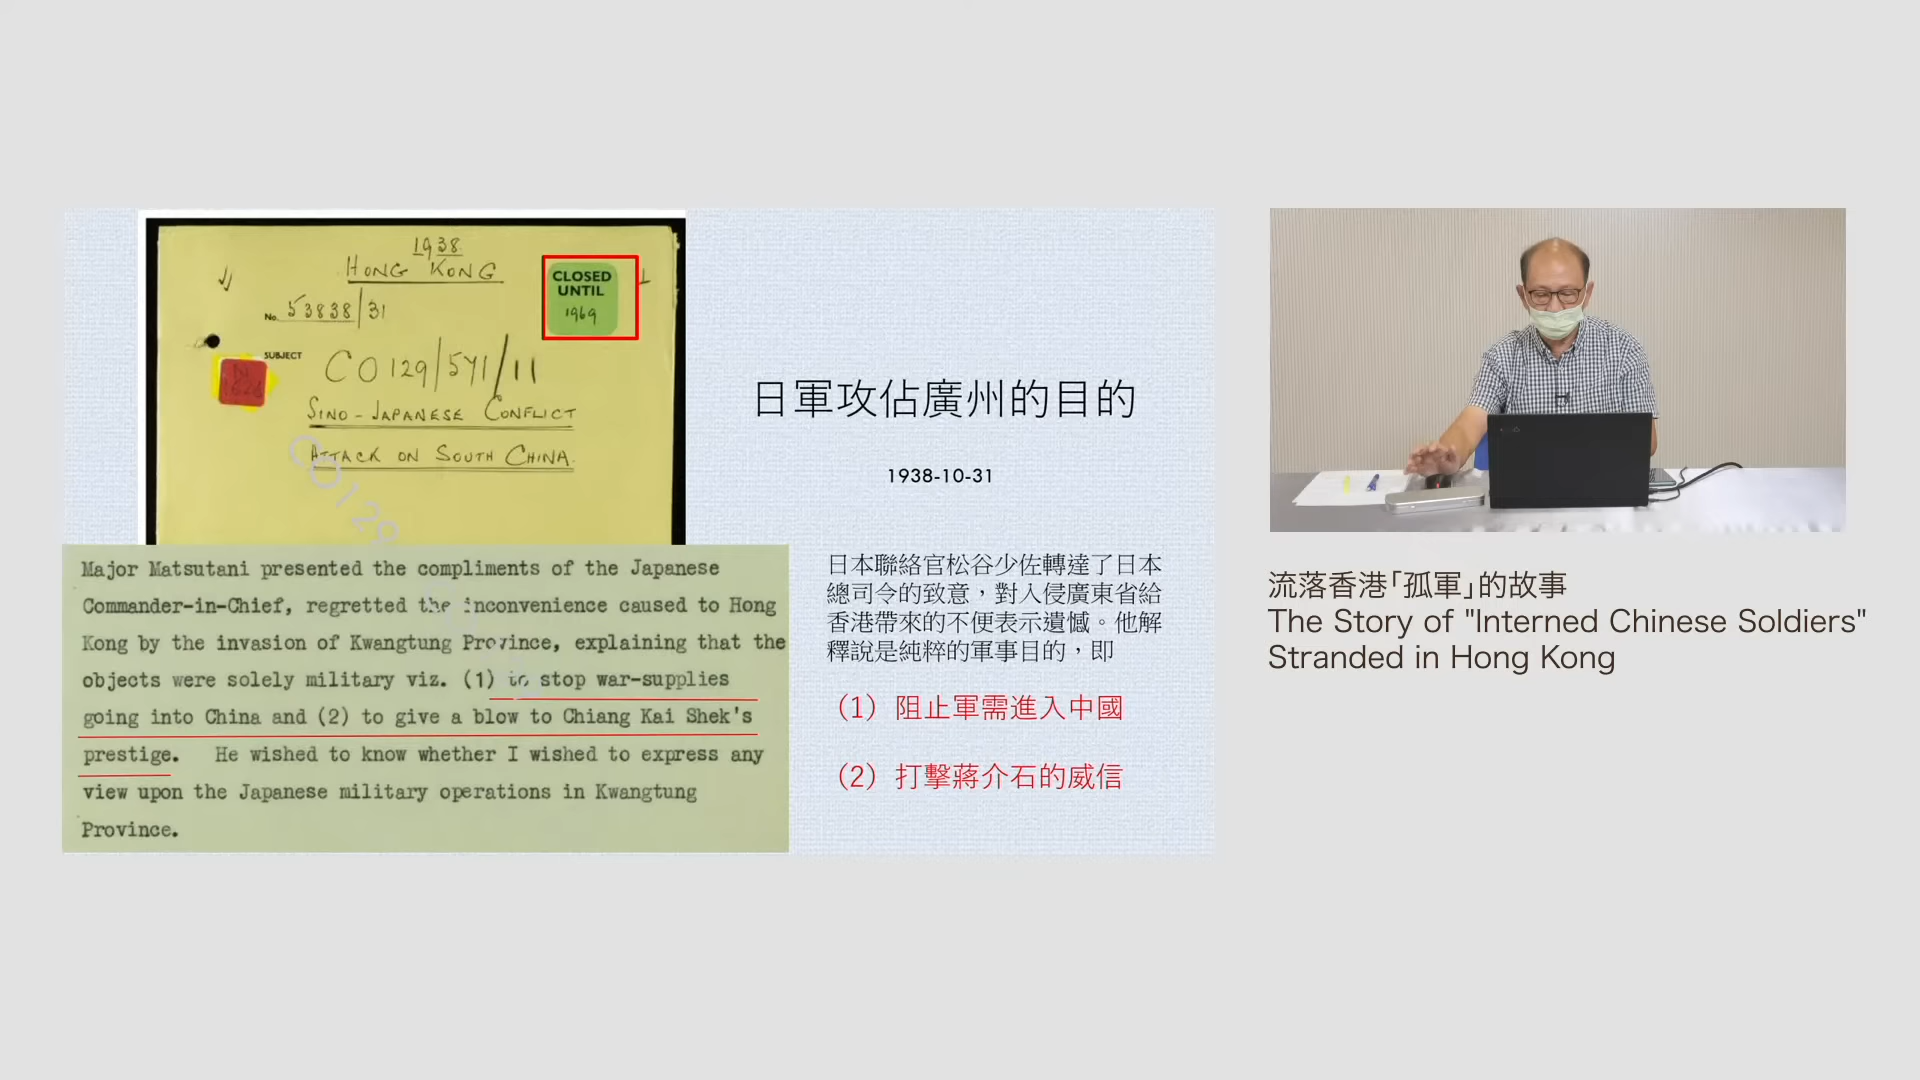 1938
HONG KONG
No. 53838/31
CLOSED
UNTIL
1969
SUBJECT
CO 129/571/11
SINO-JAPANESE CONFLICT
ATTACK ON SOUTH CHINA.
CO129
Major Matsutani presented the compliments of the Japanese
Commander-in-Chief, regretted the inconvenience caused to Hong
Kong by the invasion of Kwangtung Province, explaining that the
objects were solely military viz. (1) to stop war-supplies
going into China and (2) to give a blow to Chiang Kai Shek's
prestige. He wished to know whether I wished to express any
view upon the Japanese military operations in Kwangtung
Province.
日軍攻佔廣州的目的
1938-10-31
日本聯絡官松谷少佐轉達了日本
總司令的致意，對入侵廣東省給
香港帶來的不便表示遺憾。他解
釋說是純粹的軍事目的，即
（1）阻止軍需進入中國
（2）打擊蔣介石的威信
流落香港「孤軍」的故事
The Story of "Interned Chinese Soldiers"
Stranded in Hong Kong